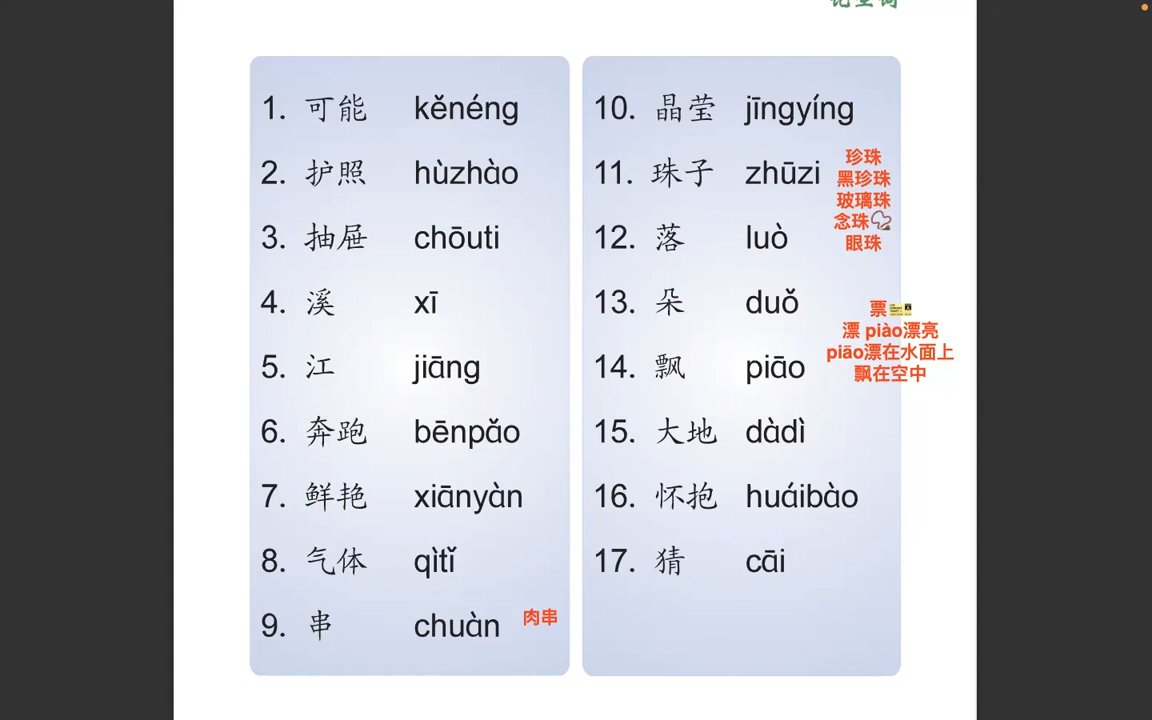 记生词
1. 可能 kěnéng
2. 护照 hùzhào
3. 抽屉 chōuti
4. 溪 xī
5. 江 jiāng
6. 奔跑 bēnpǎo
7. 鲜艳 xiānyàn
8. 气体 qìtǐ
9. 串 chuàn 肉串
10. 晶莹 jīngyíng
11. 珠子 zhūzi
珍珠
黑珍珠
玻璃珠
念珠📿
眼珠
12. 落 luò
13. 朵 duǒ
票🎫
漂 piào漂亮
piāo漂在水面上
飘在空中
14. 飘 piāo
15. 大地 dàdì
16. 怀抱 huáibào
17. 猜 cāi